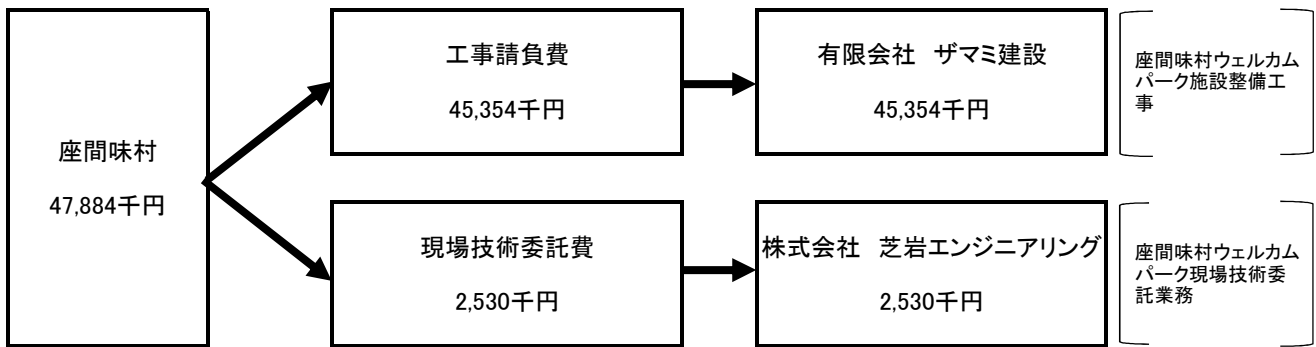 座間味村
47,884千円
工事請負費
45,354千円
有限会社　ザマミ建設
45,354千円
座間味村ウェルカム
パーク施設整備工
事
現場技術委託費
2,530千円
株式会社　芝岩エンジニアリング
2,530千円
座間味村ウェルカム
パーク現場技術委
託業務